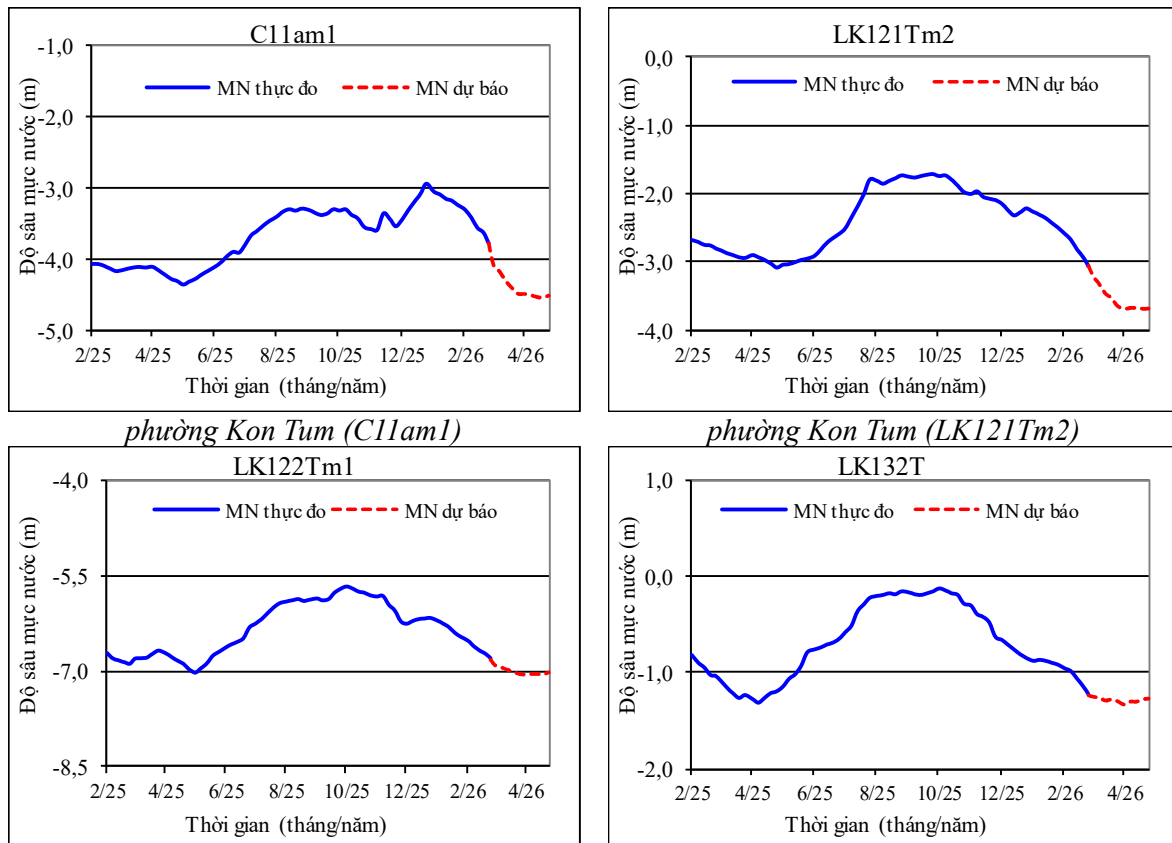 C11am1
Độ sâu mực nước (m)
-1,0
-2,0
-3,0
-4,0
-5,0
MN thực đo
MN dự báo
2/25 4/25 6/25 8/25 10/25 12/25 2/26 4/26
Thời gian (tháng/năm)
LK121Tm2
Độ sâu mực nước (m)
0,0
-1,0
-2,0
-3,0
-4,0
MN thực đo
MN dự báo
2/25 4/25 6/25 8/25 10/25 12/25 2/26 4/26
Thời gian (tháng/năm)
phường Kon Tum (C11am1)
phường Kon Tum (LK121Tm2)
LK122Tm1
Độ sâu mực nước (m)
-4,0
-5,5
-7,0
-8,5
MN thực đo
MN dự báo
2/25 4/25 6/25 8/25 10/25 12/25 2/26 4/26
Thời gian (tháng/năm)
LK132T
Độ sâu mực nước (m)
1,0
0,0
-1,0
-2,0
MN thực đo
MN dự báo
2/25 4/25 6/25 8/25 10/25 12/25 2/26 4/26
Thời gian (tháng/năm)